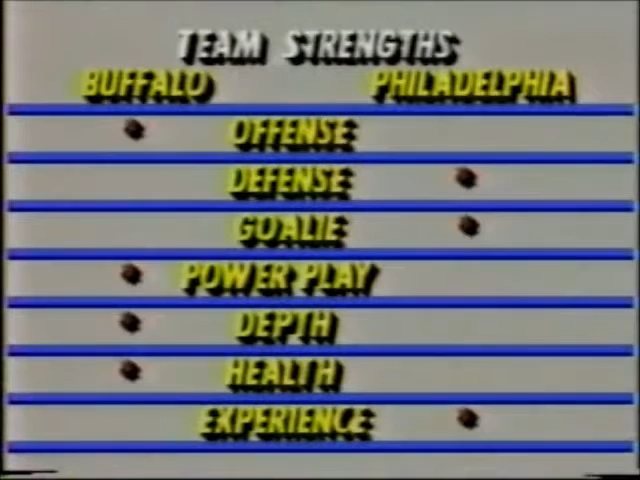 TEAM STRENGTHS
BUFFALO PHILADELPHIA
OFFENSE
DEFENSE
GOALIE
POWER PLAY
DEPTH
HEALTH
EXPERIENCE